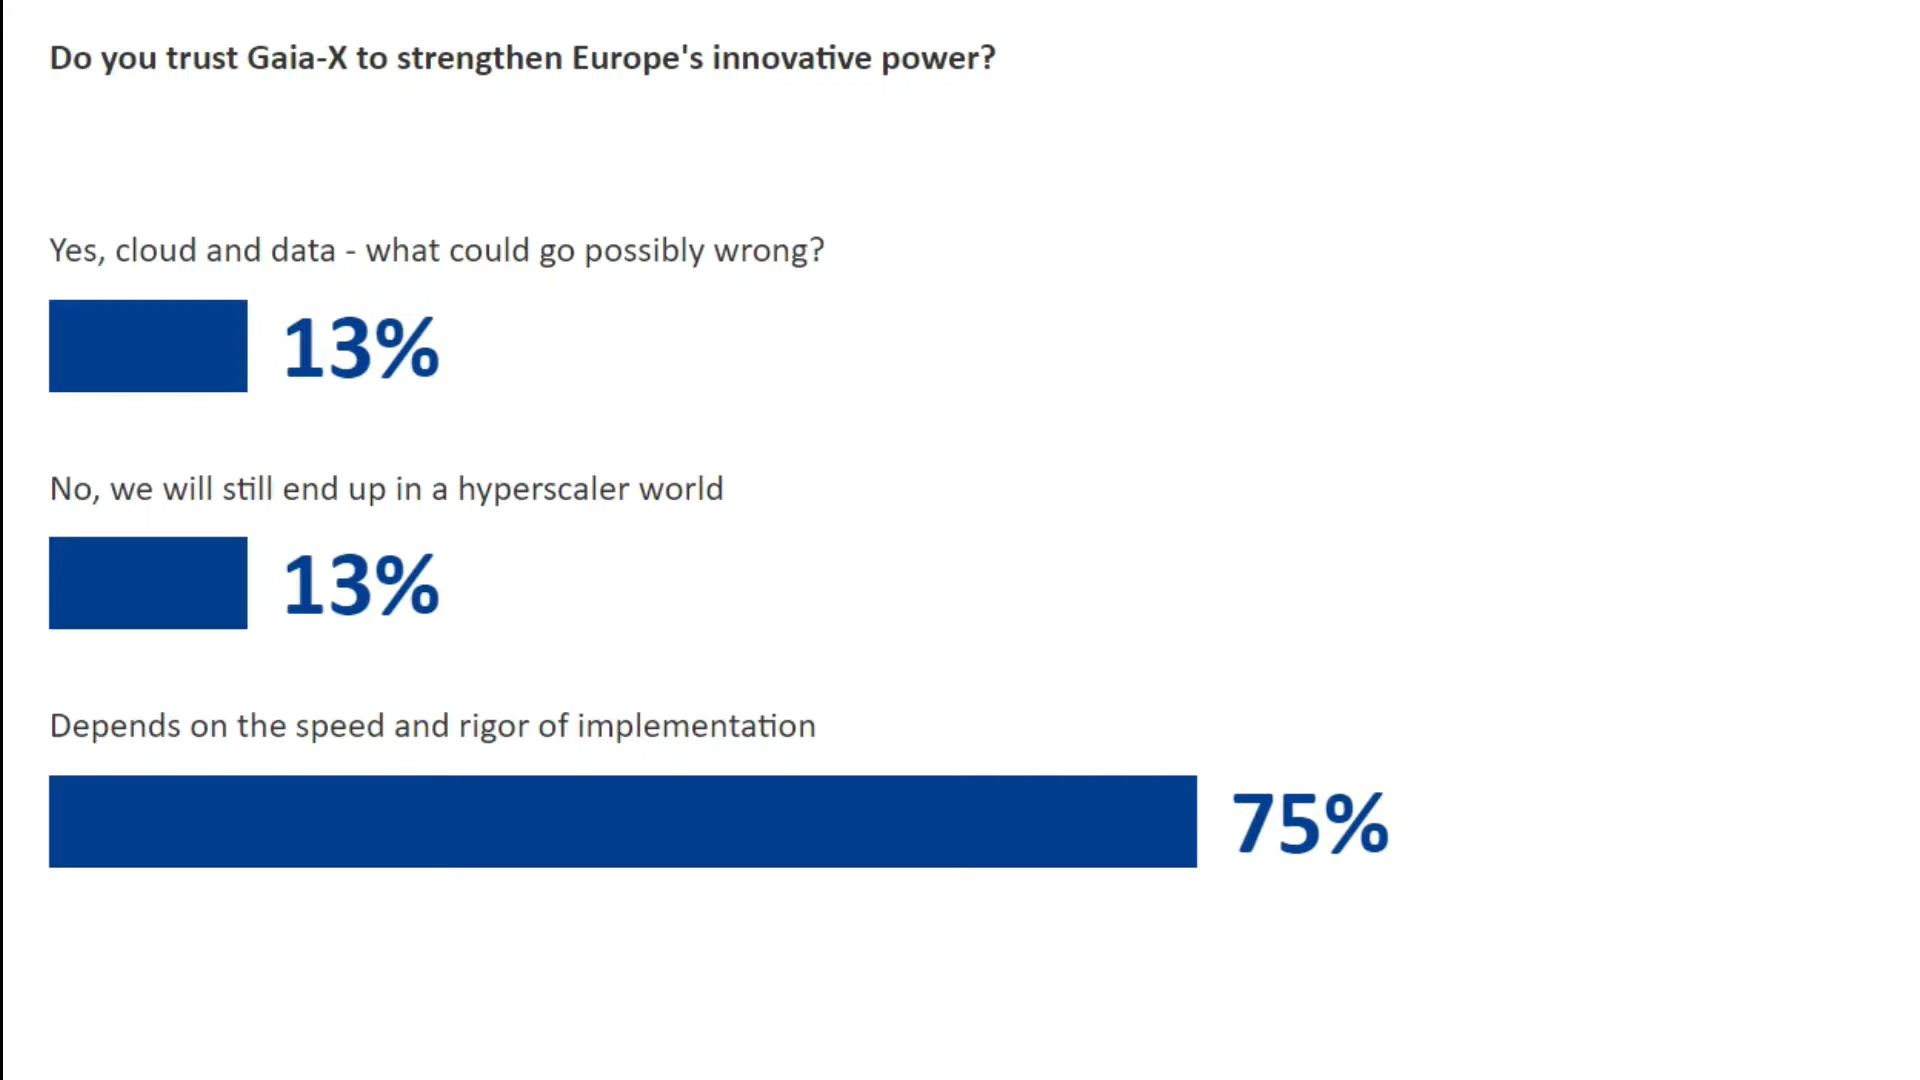 Do you trust Gaia-X to strengthen Europe's innovative power?
Yes, cloud and data - what could go possibly wrong?
13%
No, we will still end up in a hyperscaler world
13%
Depends on the speed and rigor of implementation
75%